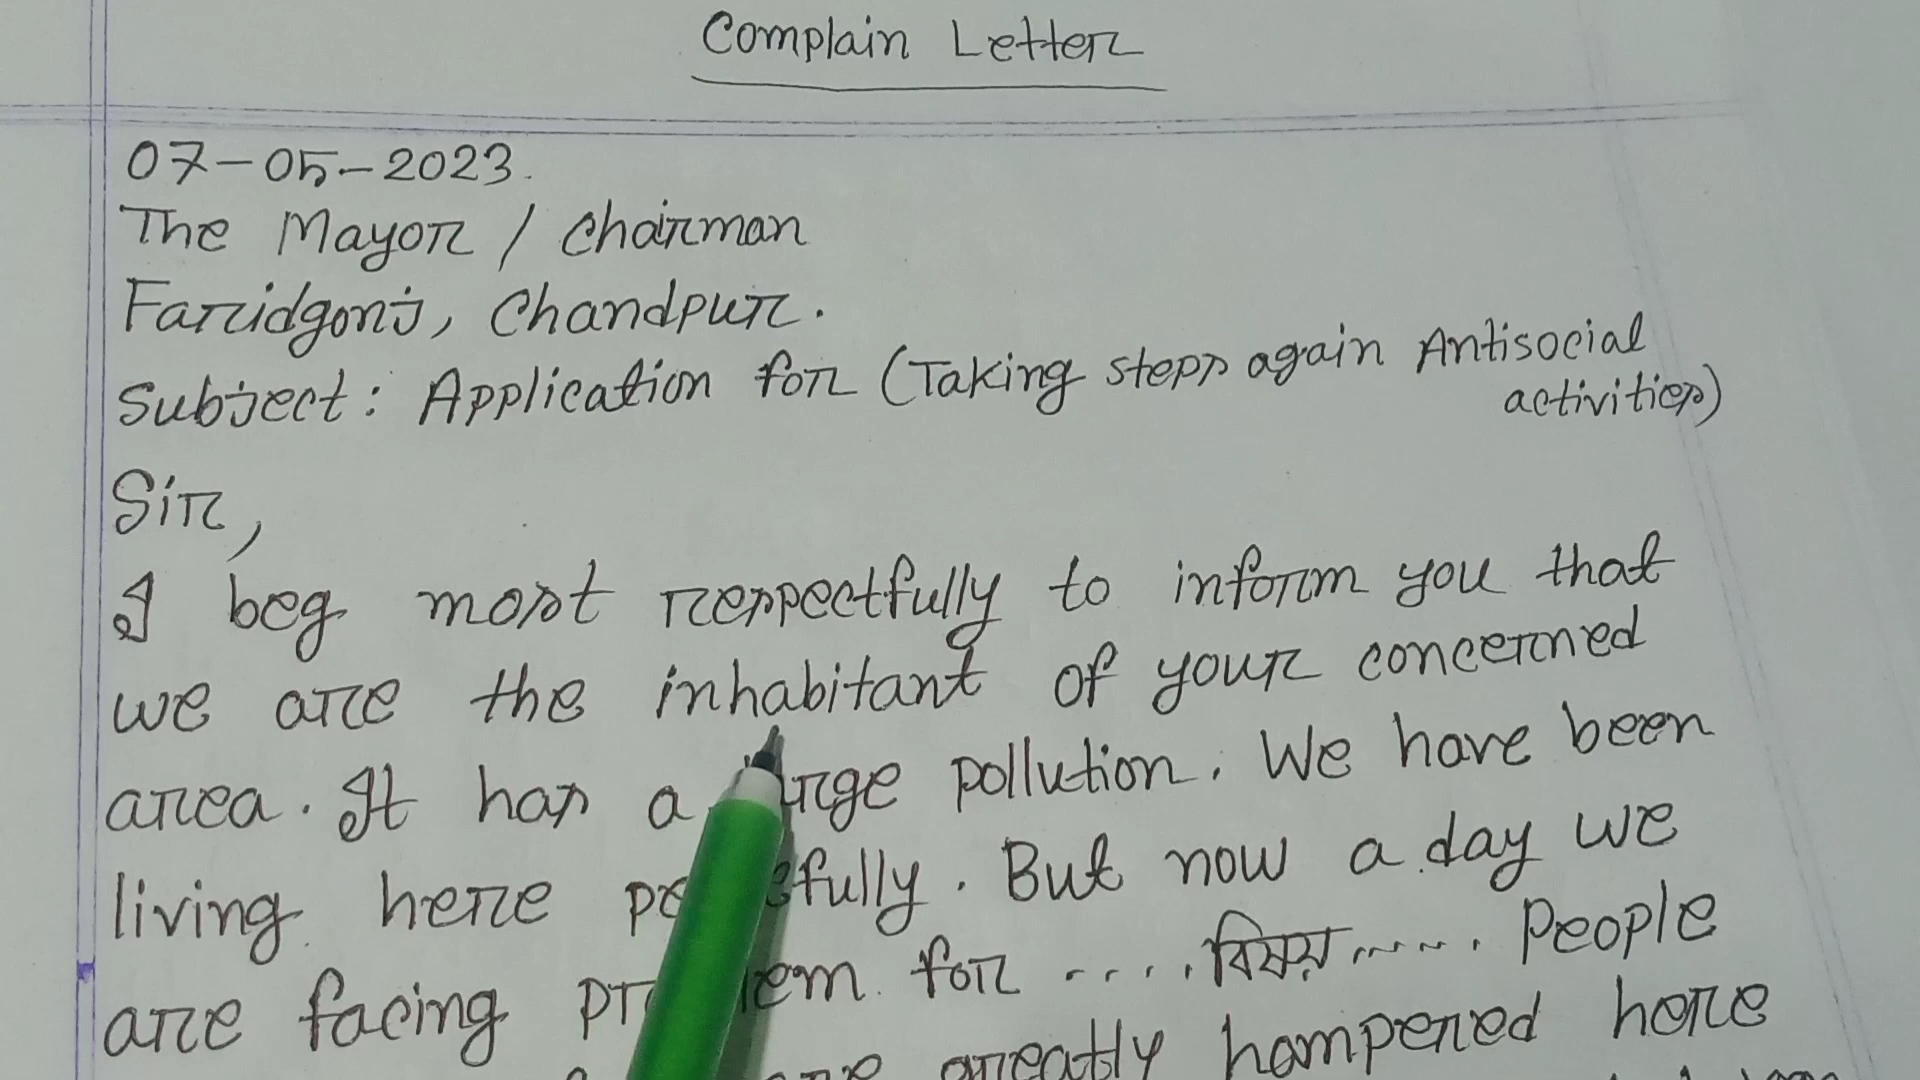 Complain Letter
07-05-2023.
The Mayor / Chairman
Faridgonj, Chandpur.
Subject: Application for (Taking steps again Antisocial
activities)
Sir,
I beg most respectfully to inform you that
we are the inhabitant of your concerned
area. It has a pollution. We have been
living here. But now a day we
are facing for ....বিষয়..... People
greatly hampered here